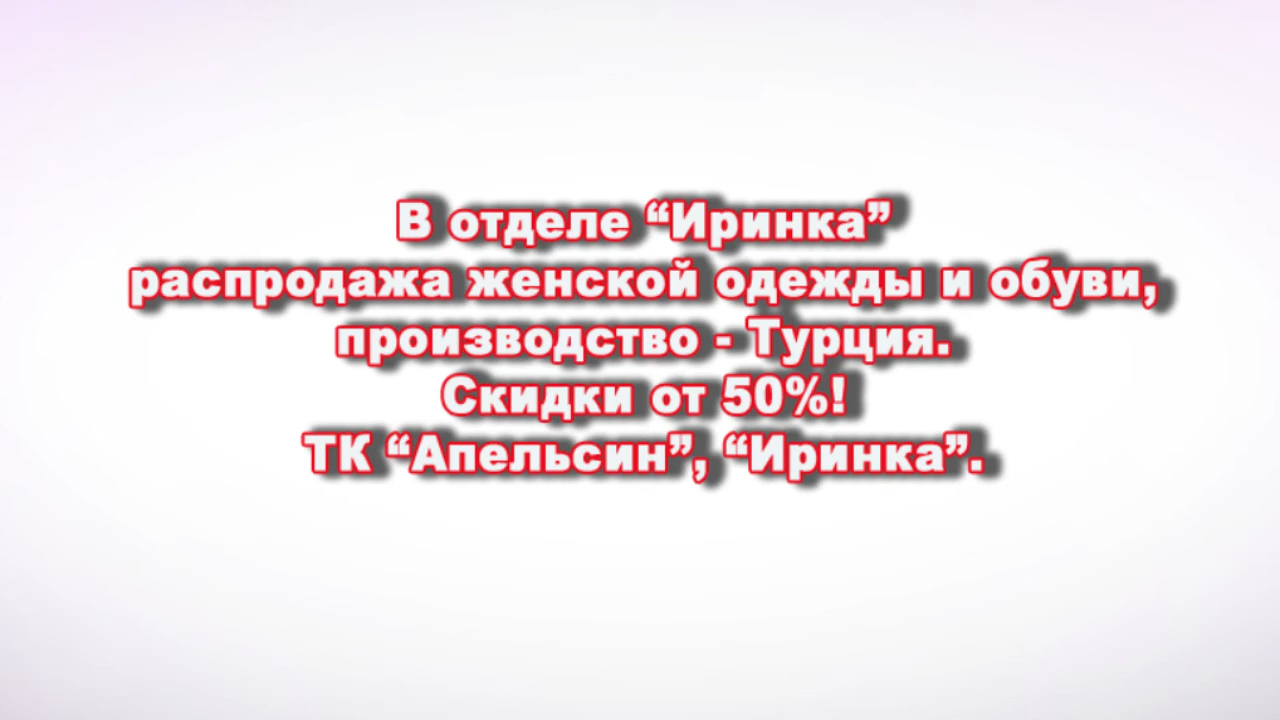 В отделе “Иринка”
распродажа женской одежды и обуви,
производство - Турция.
Скидки от 50%!
ТК “Апельсин”, “Иринка”.